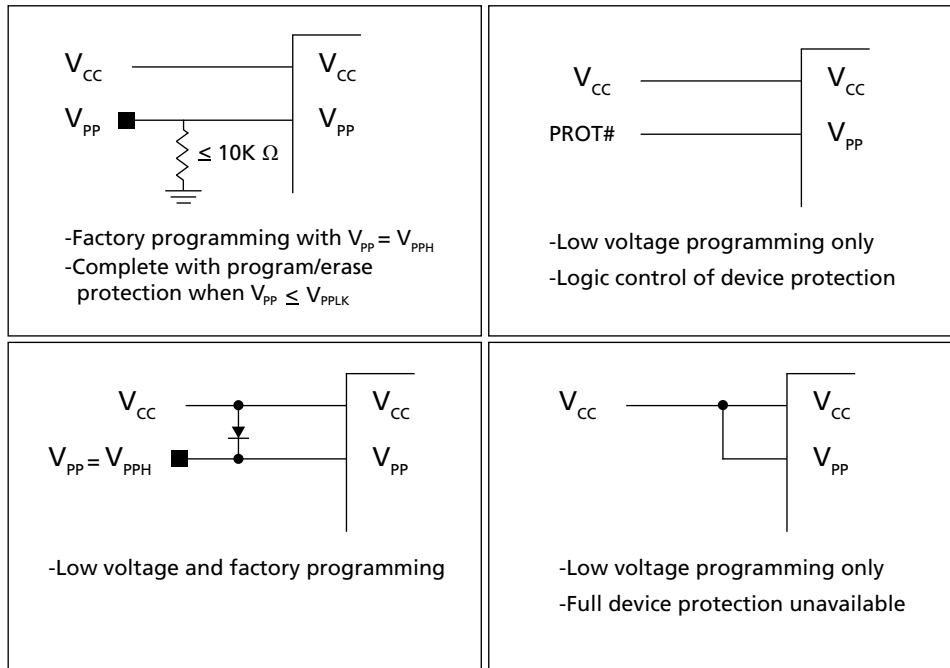 V_CC V_CC
V_PP V_PP
≤ 10K Ω
-Factory programming with V_PP = V_PPH
-Complete with program/erase
protection when V_PP ≤ V_PPLK
V_CC V_CC
PROT# V_PP
-Low voltage programming only
-Logic control of device protection
V_CC V_CC
V_PP = V_PPH V_PP
-Low voltage and factory programming
V_CC V_CC
V_PP
-Low voltage programming only
-Full device protection unavailable